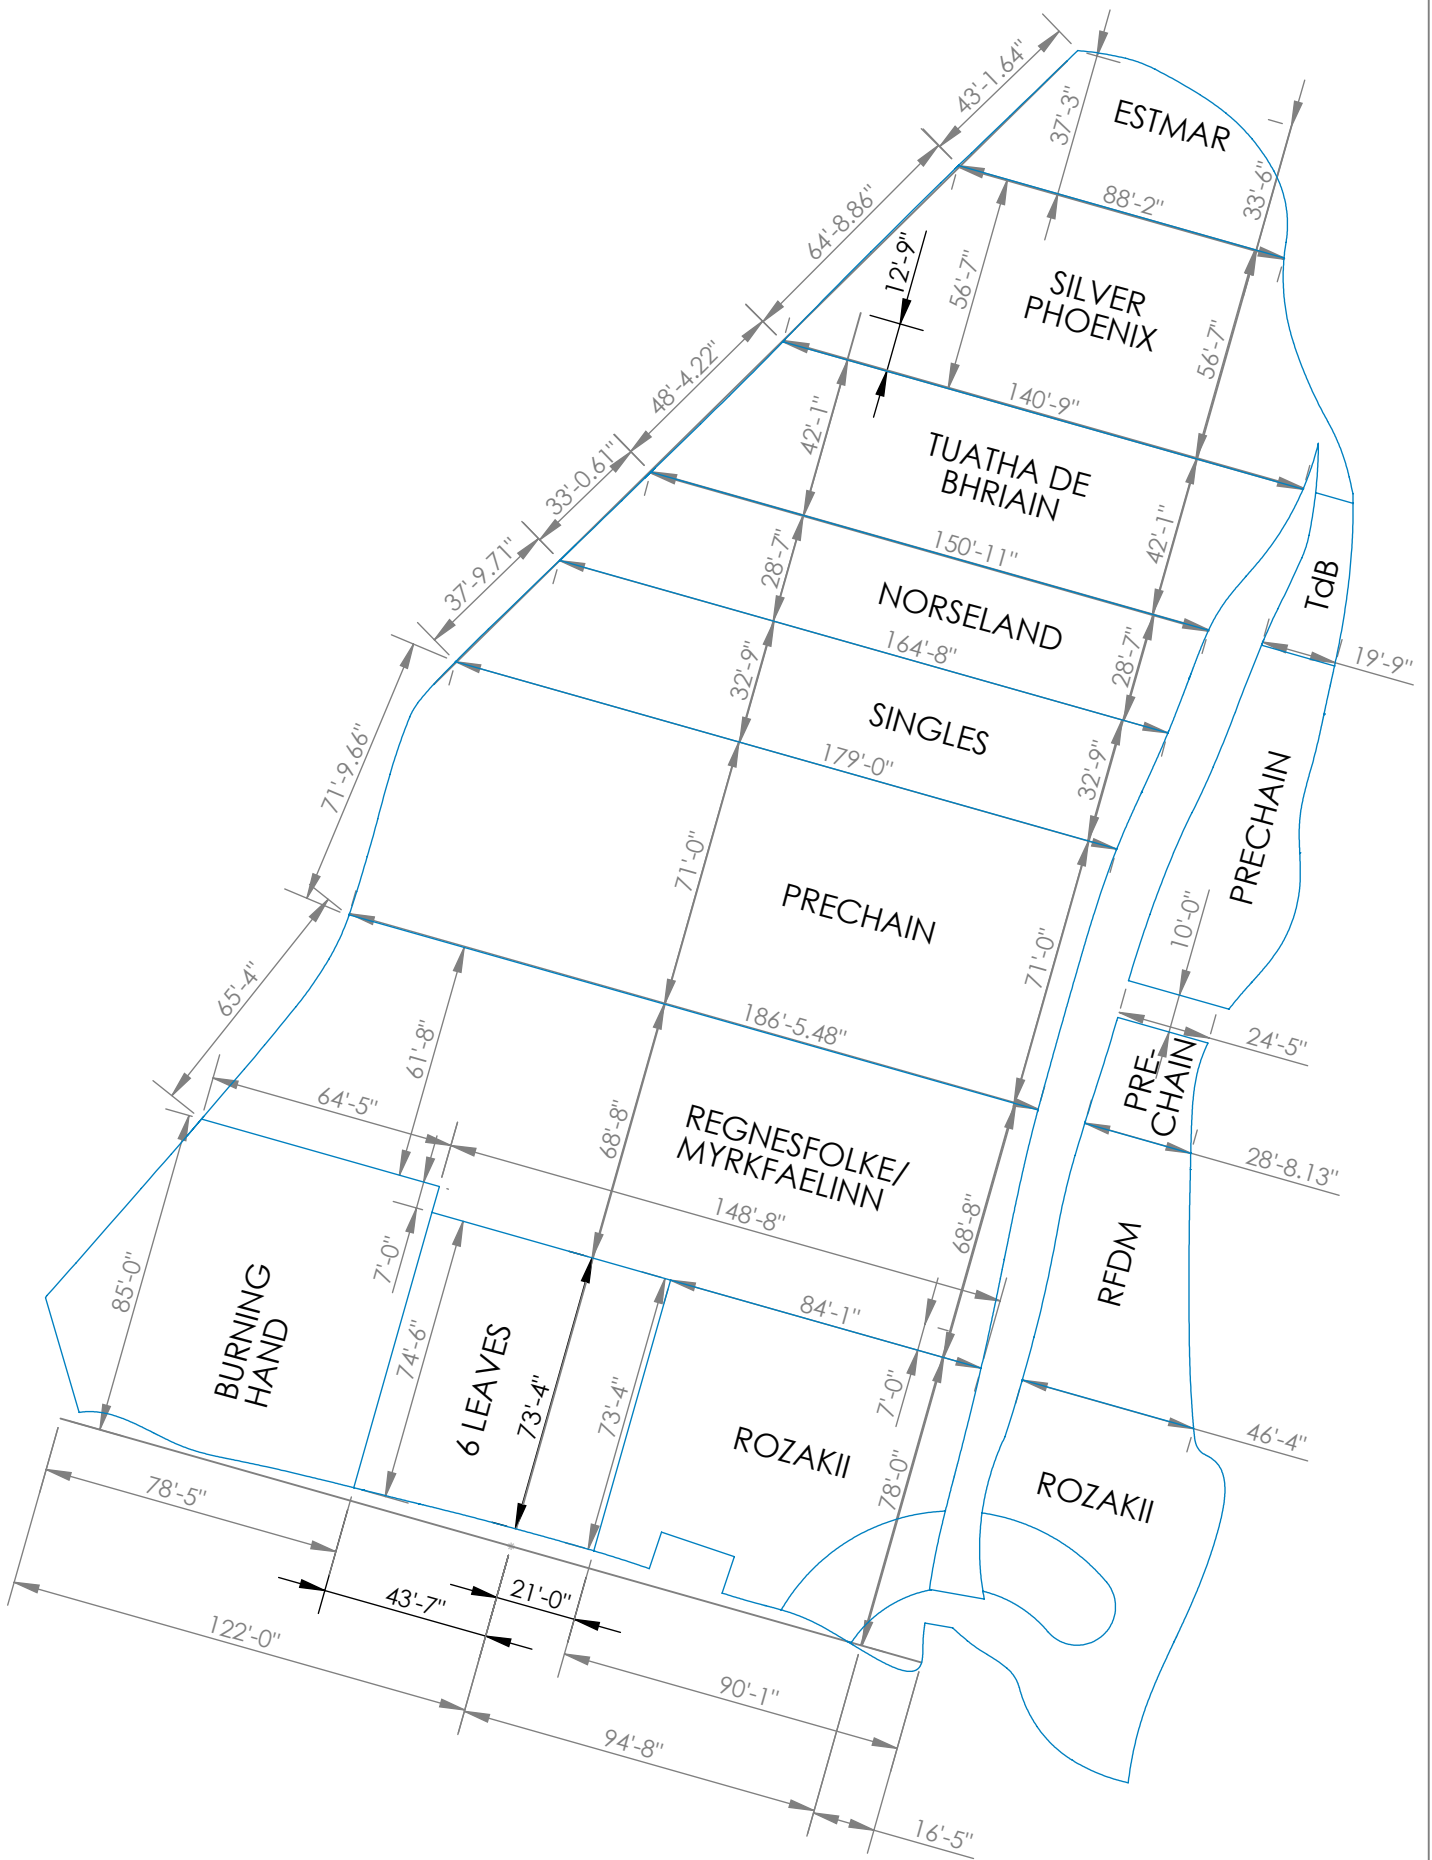 43'-1.64"
37'-3"
ESTMAR
33'-6"
88'-2"
64'-8.86"
12'-9"
56'-7"
SILVER
PHOENIX
56'-7"
48'-4.22"
140'-9"
42'-1"
TUATHA DE
BHRIAIN
42'-1"
33'-0.61"
150'-11"
28'-7"
NORSELAND
TdB
37'-9.71"
164'-8"
28'-7"
19'-9"
32'-9"
SINGLES
179'-0"
32'-9"
71'-9.66"
71'-0"
PRECHAIN
PRECHAIN
71'-0"
10'-0"
65'-4"
186'-5.48"
24'-5"
61'-8"
PRE-
CHAIN
64'-5"
68'-8"
REGNESFOLKE/
MYRKFAELINN
28'-8.13"
148'-8"
68'-8"
7'-0"
85'-0"
RFDM
BURNING
HAND
84'-1"
74'-6"
6 LEAVES
73'-4"
73'-4"
7'-0"
ROZAKII
46'-4"
78'-0"
ROZAKII
78'-5"
43'-7"
21'-0"
122'-0"
90'-1"
94'-8"
16'-5"